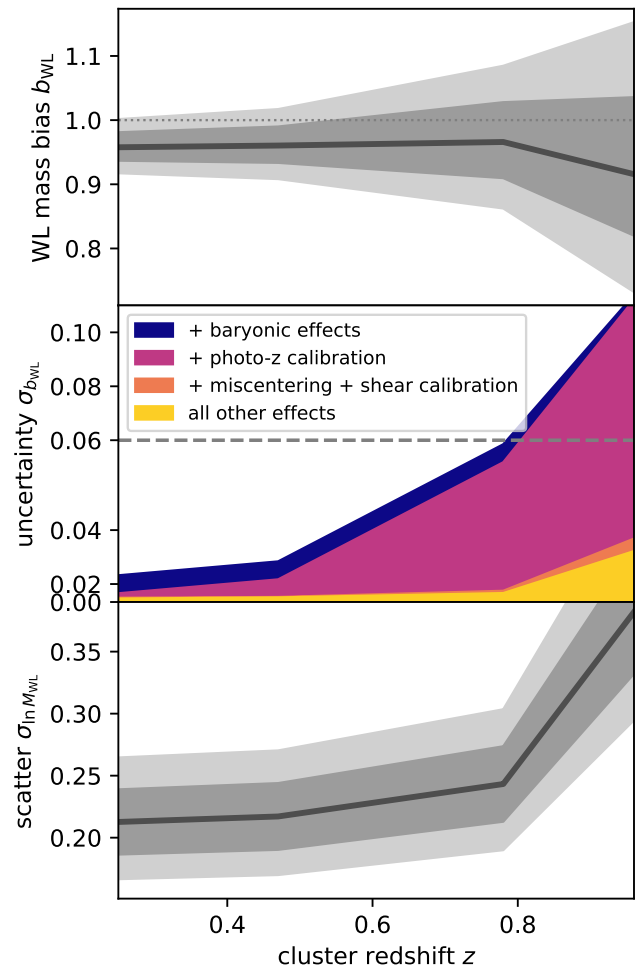 1.1
1.0
0.9
0.8
WL mass bias b_WL
+ baryonic effects
+ photo-z calibration
+ miscentering + shear calibration
all other effects
0.10
0.08
0.06
0.04
0.02
0.00
uncertainty σ_b_WL
0.35
0.30
0.25
0.20
scatter σ_ln M_WL
0.4 0.6 0.8
cluster redshift z